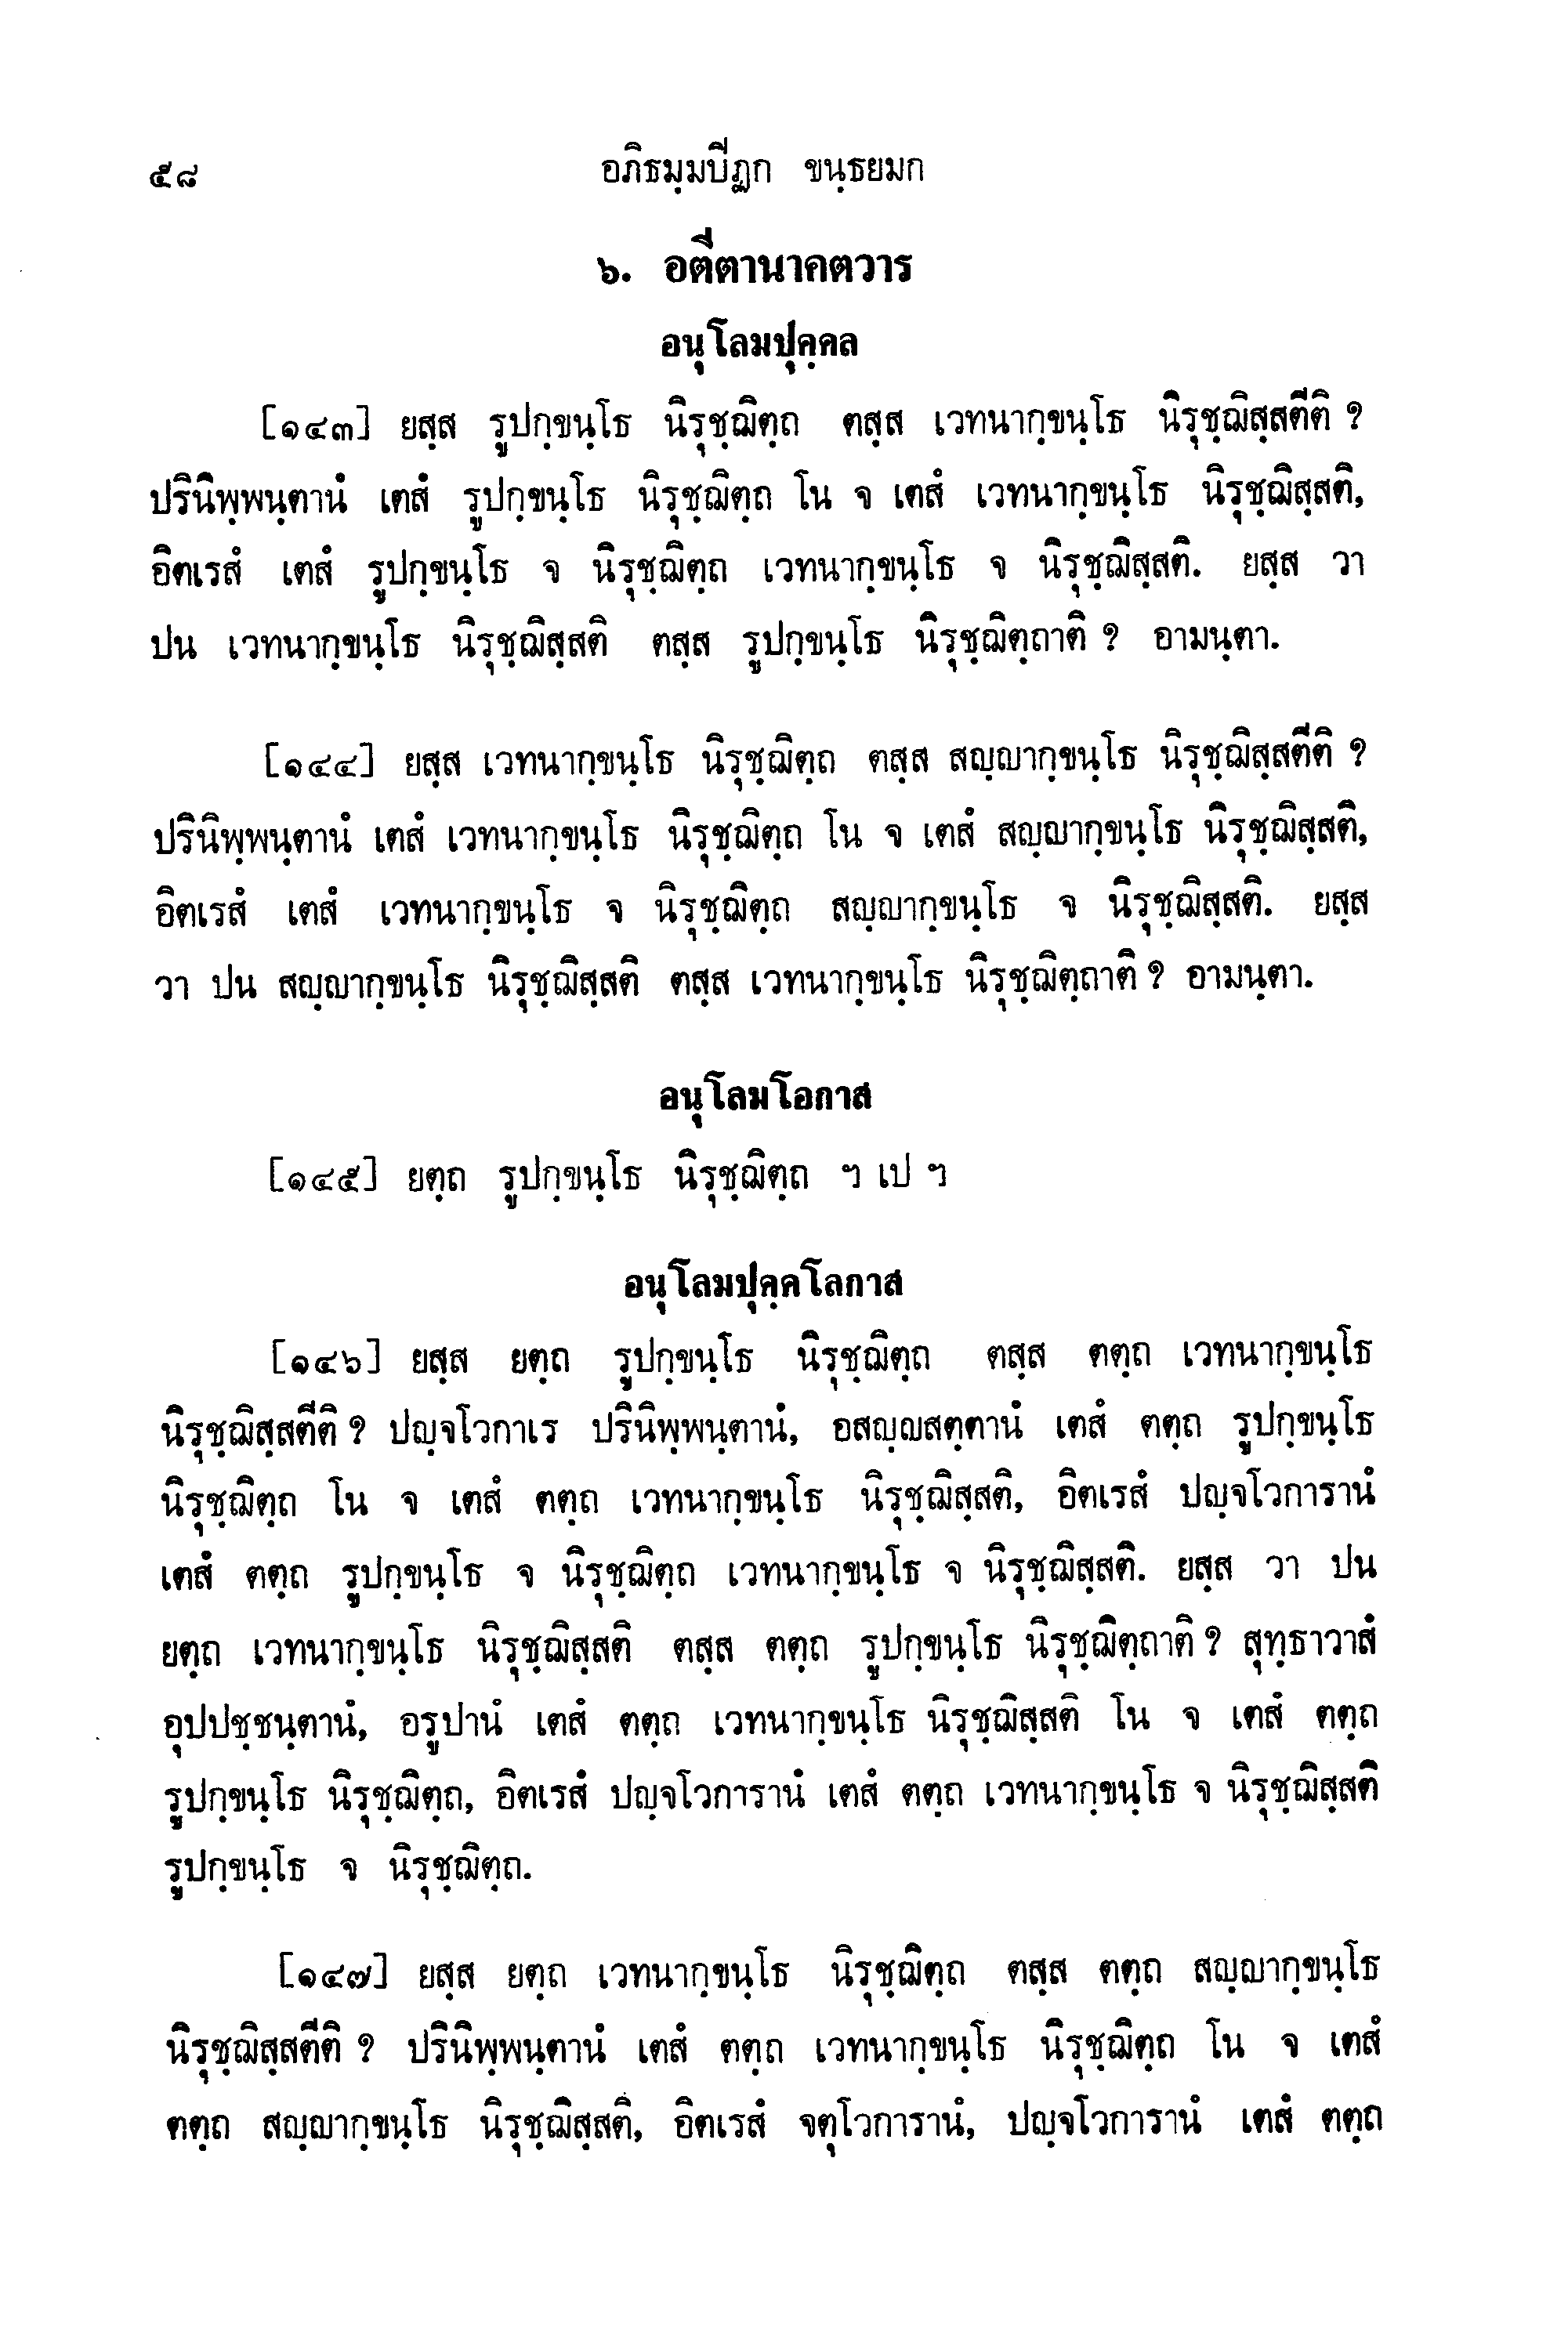 ๕๘ อภิธมฺมปีฏก ขนฺธยมก
๖. อตีตานาคตวาร
อนุโลมปุคฺคล
[๑๔๓] ยสฺส รูปกฺขนฺโธ นิรุชฺฌิตฺถ ตสฺส เวทนากฺขนฺโธ นิรุชฺฌิสฺสตีติ ?
ปรินิพฺพนฺตานํ เตสํ รูปกฺขนฺโธ นิรุชฺฌิตฺถ โน จ เตสํ เวทนากฺขนฺโธ นิรุชฺฌิสฺสติ,
อิตเรสํ เตสํ รูปกฺขนฺโธ จ นิรุชฺฌิตฺถ เวทนากฺขนฺโธ จ นิรุชฺฌิสฺสติ. ยสฺส วา
ปน เวทนากฺขนฺโธ นิรุชฺฌิสฺสติ ตสฺส รูปกฺขนฺโธ นิรุชฺฌิตฺถาติ ? อามนฺตา.
[๑๔๔] ยสฺส เวทนากฺขนฺโธ นิรุชฺฌิตฺถ ตสฺส สญฺญากฺขนฺโธ นิรุชฺฌิสฺสตีติ ?
ปรินิพฺพนฺตานํ เตสํ เวทนากฺขนฺโธ นิรุชฺฌิตฺถ โน จ เตสํ สญฺญากฺขนฺโธ นิรุชฺฌิสฺสติ,
อิตเรสํ เตสํ เวทนากฺขนฺโธ จ นิรุชฺฌิตฺถ สญฺญากฺขนฺโธ จ นิรุชฺฌิสฺสติ. ยสฺส
วา ปน สญฺญากฺขนฺโธ นิรุชฺฌิสฺสติ ตสฺส เวทนากฺขนฺโธ นิรุชฺฌิตฺถาติ ? อามนฺตา.
อนุโลมโอกาส
[๑๔๕] ยตฺถ รูปกฺขนฺโธ นิรุชฺฌิตฺถ ฯ เป ฯ
อนุโลมปุคฺคโลกาส
[๑๔๖] ยสฺส ยตฺถ รูปกฺขนฺโธ นิรุชฺฌิตฺถ ตสฺส ตตฺถ เวทนากฺขนฺโธ
นิรุชฺฌิสฺสตีติ ? ปญฺจโวกาเร ปรินิพฺพนฺตานํ, อสญฺญสตฺตานํ เตสํ ตตฺถ รูปกฺขนฺโธ
นิรุชฺฌิตฺถ โน จ เตสํ ตตฺถ เวทนากฺขนฺโธ นิรุชฺฌิสฺสติ, อิตเรสํ ปญฺจโวการานํ
เตสํ ตตฺถ รูปกฺขนฺโธ จ นิรุชฺฌิตฺถ เวทนากฺขนฺโธ จ นิรุชฺฌิสฺสติ. ยสฺส วา ปน
ยตฺถ เวทนากฺขนฺโธ นิรุชฺฌิสฺสติ ตสฺส ตตฺถ รูปกฺขนฺโธ นิรุชฺฌิตฺถาติ ? สุทฺธาวาสํ
อุปปชฺชนฺตานํ, อรูปานํ เตสํ ตตฺถ เวทนากฺขนฺโธ นิรุชฺฌิสฺสติ โน จ เตสํ ตตฺถ
รูปกฺขนฺโธ นิรุชฺฌิตฺถ, อิตเรสํ ปญฺจโวการานํ เตสํ ตตฺถ เวทนากฺขนฺโธ จ นิรุชฺฌิสฺสติ
รูปกฺขนฺโธ จ นิรุชฺฌิตฺถ.
[๑๔๗] ยสฺส ยตฺถ เวทนากฺขนฺโธ นิรุชฺฌิตฺถ ตสฺส ตตฺถ สญฺญากฺขนฺโธ
นิรุชฺฌิสฺสตีติ ? ปรินิพฺพนฺตานํ เตสํ ตตฺถ เวทนากฺขนฺโธ นิรุชฺฌิตฺถ โน จ เตสํ
ตตฺถ สญฺญากฺขนฺโธ นิรุชฺฌิสฺสติ, อิตเรสํ จตุโวการานํ, ปญฺจโวการานํ เตสํ ตตฺถ